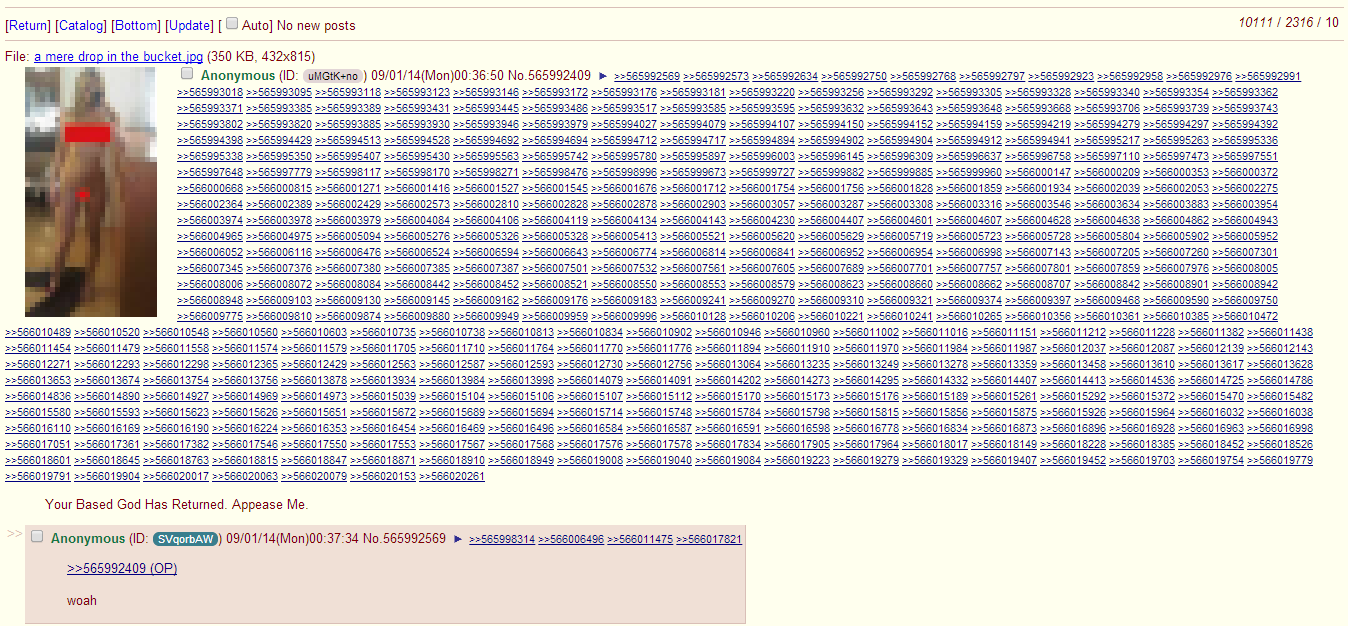 [Return] [Catalog] [Bottom] [Update] [ Auto] No new posts
10111 / 2316 / 10
File: a mere drop in the bucket.jpg (350 KB, 432x815)
Anonymous (ID: uMGtK+no) 09/01/14(Mon)00:36:50 No.565992409 ► >>565992569 >>565992573 >>565992634 >>565992750 >>565992768 >>565992797 >>565992923 >>565992958 >>565992976 >>565992991
>>565993018 >>565993095 >>565993118 >>565993123 >>565993146 >>565993172 >>565993176 >>565993181 >>565993220 >>565993256 >>565993292 >>565993305 >>565993328 >>565993340 >>565993354 >>565993362
>>565993371 >>565993385 >>565993389 >>565993431 >>565993445 >>565993486 >>565993517 >>565993585 >>565993595 >>565993632 >>565993643 >>565993648 >>565993668 >>565993706 >>565993739 >>565993743
>>565993802 >>565993820 >>565993885 >>565993930 >>565993946 >>565993979 >>565994027 >>565994079 >>565994107 >>565994150 >>565994152 >>565994159 >>565994219 >>565994279 >>565994297 >>565994392
>>565994398 >>565994429 >>565994513 >>565994528 >>565994692 >>565994694 >>565994712 >>565994717 >>565994894 >>565994902 >>565994904 >>565994912 >>565994941 >>565995217 >>565995263 >>565995336
>>565995338 >>565995350 >>565995407 >>565995430 >>565995563 >>565995742 >>565995780 >>565995897 >>565996003 >>565996145 >>565996309 >>565996637 >>565996758 >>565997110 >>565997473 >>565997551
>>565997648 >>565997779 >>565998117 >>565998170 >>565998271 >>565998476 >>565998996 >>565999673 >>565999727 >>565999882 >>565999885 >>565999960 >>566000147 >>566000209 >>566000353 >>566000372
>>566000668 >>566000815 >>566001271 >>566001416 >>566001527 >>566001545 >>566001676 >>566001712 >>566001754 >>566001756 >>566001828 >>566001859 >>566001934 >>566002039 >>566002053 >>566002275
>>566002364 >>566002389 >>566002429 >>566002573 >>566002810 >>566002828 >>566002878 >>566002903 >>566003057 >>566003287 >>566003308 >>566003316 >>566003546 >>566003634 >>566003883 >>566003954
>>566003974 >>566003978 >>566003979 >>566004084 >>566004106 >>566004119 >>566004134 >>566004143 >>566004230 >>566004407 >>566004601 >>566004607 >>566004628 >>566004638 >>566004862 >>566004943
>>566004965 >>566004975 >>566005094 >>566005276 >>566005326 >>566005328 >>566005413 >>566005521 >>566005620 >>566005629 >>566005719 >>566005723 >>566005728 >>566005804 >>566005902 >>566005952
>>566006052 >>566006116 >>566006476 >>566006524 >>566006594 >>566006643 >>566006774 >>566006814 >>566006841 >>566006952 >>566006954 >>566006998 >>566007143 >>566007205 >>566007260 >>566007301
>>566007345 >>566007376 >>566007380 >>566007385 >>566007387 >>566007501 >>566007532 >>566007561 >>566007605 >>566007689 >>566007701 >>566007757 >>566007801 >>566007859 >>566007976 >>566008005
>>566008006 >>566008072 >>566008084 >>566008442 >>566008452 >>566008521 >>566008550 >>566008553 >>566008579 >>566008623 >>566008660 >>566008662 >>566008707 >>566008842 >>566008901 >>566008942
>>566008948 >>566009103 >>566009130 >>566009145 >>566009162 >>566009176 >>566009183 >>566009241 >>566009270 >>566009310 >>566009321 >>566009374 >>566009397 >>566009468 >>566009590 >>566009750
>>566009775 >>566009810 >>566009874 >>566009880 >>566009949 >>566009959 >>566009996 >>566010128 >>566010206 >>566010221 >>566010241 >>566010265 >>566010356 >>566010361 >>566010385 >>566010472
>>566010489 >>566010520 >>566010548 >>566010560 >>566010603 >>566010735 >>566010738 >>566010813 >>566010834 >>566010902 >>566010946 >>566010960 >>566011002 >>566011016 >>566011151 >>566011212 >>566011228 >>566011382 >>566011438
>>566011454 >>566011479 >>566011558 >>566011574 >>566011579 >>566011705 >>566011710 >>566011764 >>566011770 >>566011776 >>566011894 >>566011910 >>566011970 >>566011984 >>566011987 >>566012037 >>566012087 >>566012139 >>566012143
>>566012271 >>566012293 >>566012298 >>566012365 >>566012429 >>566012563 >>566012587 >>566012593 >>566012730 >>566012756 >>566013064 >>566013235 >>566013249 >>566013278 >>566013359 >>566013458 >>566013610 >>566013617 >>566013628
>>566013653 >>566013674 >>566013754 >>566013756 >>566013878 >>566013934 >>566013984 >>566013998 >>566014079 >>566014091 >>566014202 >>566014273 >>566014295 >>566014332 >>566014407 >>566014413 >>566014536 >>566014725 >>566014786
>>566014836 >>566014890 >>566014927 >>566014969 >>566014973 >>566015039 >>566015104 >>566015106 >>566015107 >>566015112 >>566015170 >>566015173 >>566015176 >>566015189 >>566015261 >>566015292 >>566015372 >>566015470 >>566015482
>>566015580 >>566015593 >>566015623 >>566015626 >>566015651 >>566015672 >>566015689 >>566015694 >>566015714 >>566015748 >>566015784 >>566015798 >>566015815 >>566015856 >>566015875 >>566015926 >>566015964 >>566016032 >>566016038
>>566016110 >>566016169 >>566016190 >>566016224 >>566016353 >>566016454 >>566016469 >>566016496 >>566016584 >>566016587 >>566016591 >>566016598 >>566016778 >>566016834 >>566016873 >>566016896 >>566016928 >>566016963 >>566016998
>>566017051 >>566017361 >>566017382 >>566017546 >>566017550 >>566017553 >>566017567 >>566017568 >>566017576 >>566017578 >>566017834 >>566017905 >>566017964 >>566018017 >>566018149 >>566018228 >>566018385 >>566018452 >>566018526
>>566018601 >>566018645 >>566018763 >>566018815 >>566018847 >>566018871 >>566018910 >>566018949 >>566019008 >>566019040 >>566019084 >>566019223 >>566019279 >>566019329 >>566019407 >>566019452 >>566019703 >>566019754 >>566019779
>>566019791 >>566019904 >>566020017 >>566020063 >>566020079 >>566020153 >>566020261
Your Based God Has Returned. Appease Me.
>> Anonymous (ID: SVqorbAW) 09/01/14(Mon)00:37:34 No.565992569 ► >>565998314 >>566006496 >>566011475 >>566017821
>>565992409 (OP)
woah